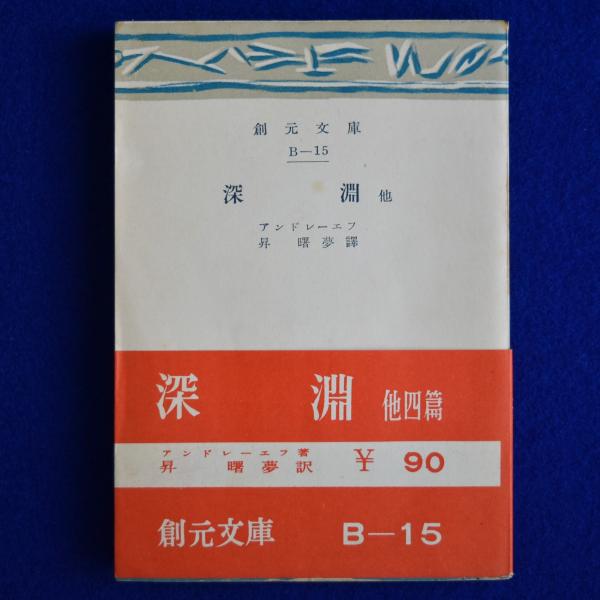 創元文庫
B—15
深淵 他
アンドレーエフ
昇曙夢譯
深淵 他四篇
アンドレーエフ著
昇曙夢訳 ¥90
創元文庫 B—15